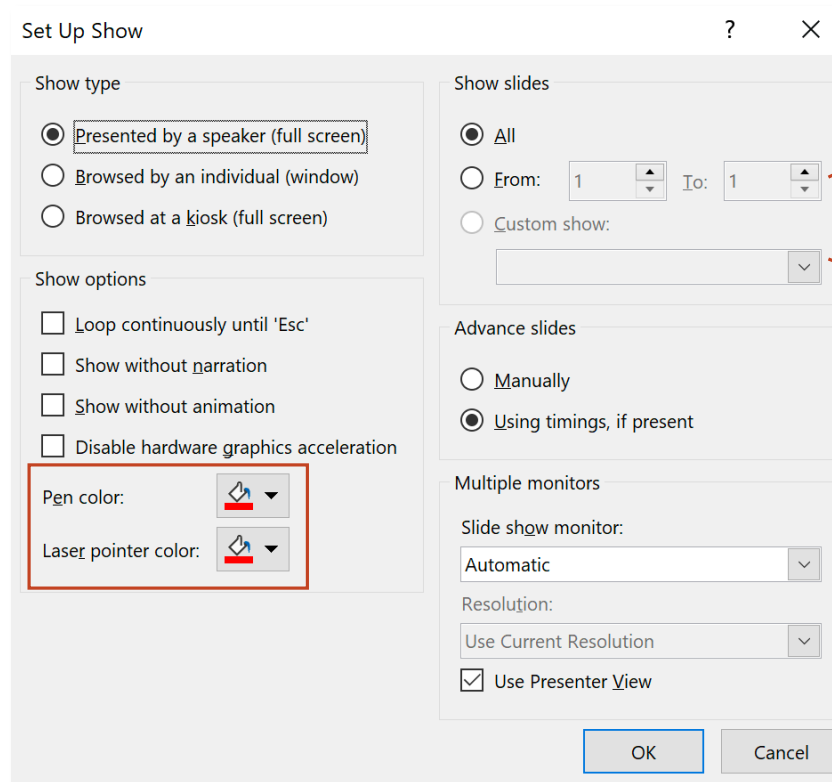 Set Up Show
?
Show type
Presented by a speaker (full screen)
Browsed by an individual (window)
Browsed at a kiosk (full screen)
Show options
Loop continuously until 'Esc'
Show without narration
Show without animation
Disable hardware graphics acceleration
Pen color:
Laser pointer color:
Show slides
All
From: 1 To: 1
Custom show:
Advance slides
Manually
Using timings, if present
Multiple monitors
Slide show monitor:
Automatic
Resolution:
Use Current Resolution
Use Presenter View
OK
Cancel